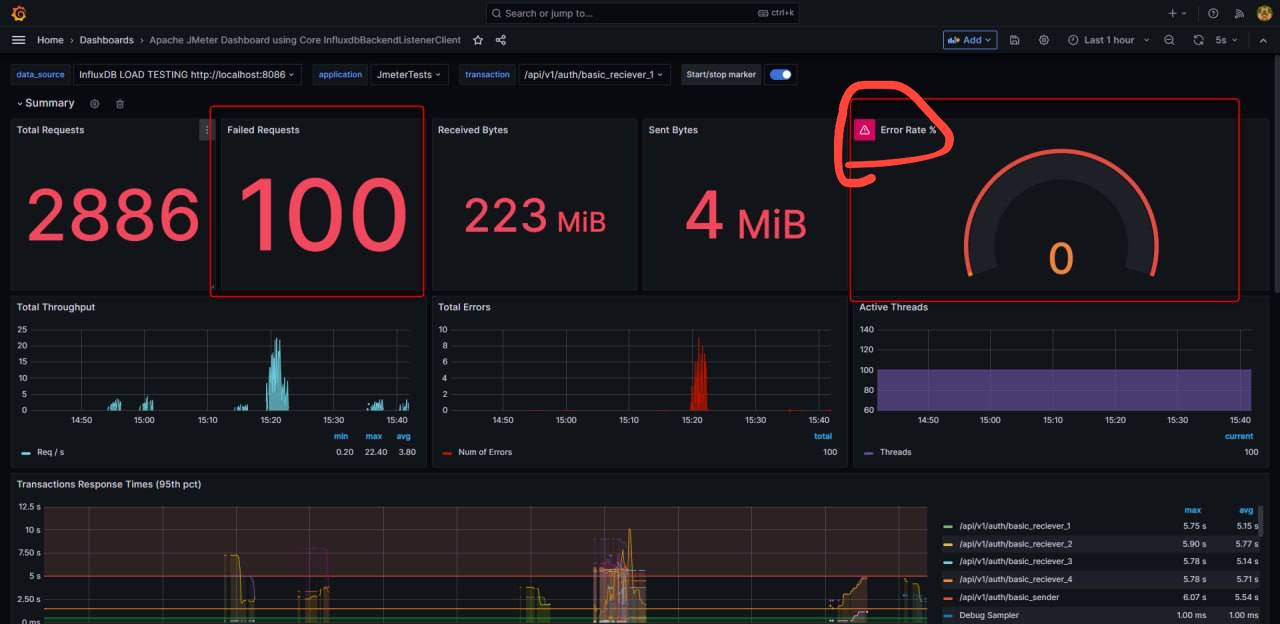 Search or jump to...
ctrl+k
Home › Dashboards › Apache JMeter Dashboard using Core InfluxdbBackendListenerClient
Add
Last 1 hour
5s
data_source InfluxDB LOAD TESTING http://localhost:8086
application JmeterTests
transaction /api/v1/auth/basic_reciever_1
Start/stop marker
Summary
Total Requests
2886
Failed Requests
100
Received Bytes
223 MiB
Sent Bytes
4 MiB
Error Rate %
0
Total Throughput
25
20
15
10
5
0
14:50 15:00 15:10 15:20 15:30 15:40
min max avg
Req / s 0.20 22.40 3.80
Total Errors
10
8
6
4
2
0
14:50 15:00 15:10 15:20 15:30 15:40
total
Num of Errors 100
Active Threads
140
120
100
80
60
14:50 15:00 15:10 15:20 15:30 15:40
current
Threads 100
Transactions Response Times (95th pct)
12.5 s
10 s
7.50 s
5 s
2.50 s
0 ms
max avg
/api/v1/auth/basic_reciever_1 5.75 s 5.15 s
/api/v1/auth/basic_reciever_2 5.90 s 5.77 s
/api/v1/auth/basic_reciever_3 5.78 s 5.14 s
/api/v1/auth/basic_reciever_4 5.78 s 5.71 s
/api/v1/auth/basic_sender 6.07 s 5.54 s
Debug Sampler 1.00 ms 1.00 ms